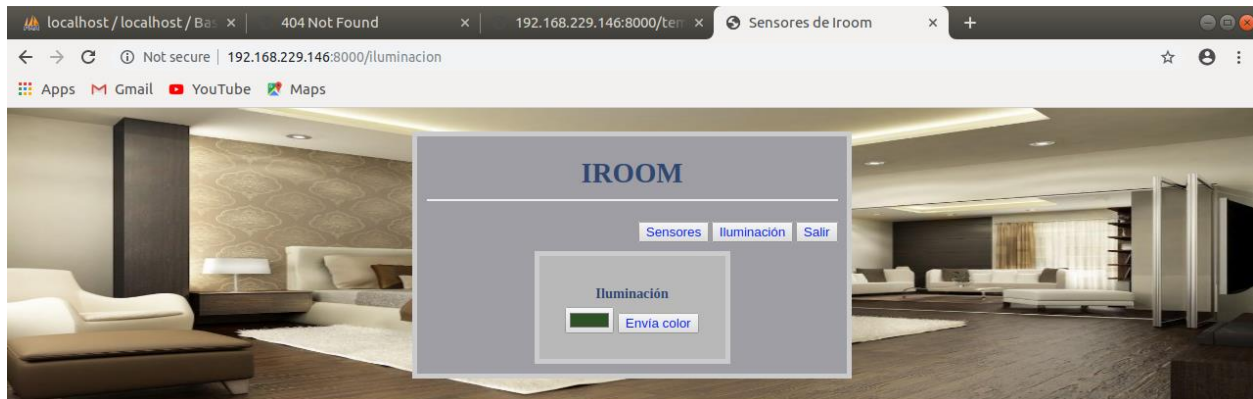 localhost / localhost / Bas
404 Not Found
192.168.229.146:8000/tem
Sensores de Iroom
Not secure | 192.168.229.146:8000/iluminacion
Apps Gmail YouTube Maps
IROOM
Sensores Iluminación Salir
Iluminación
Envía color